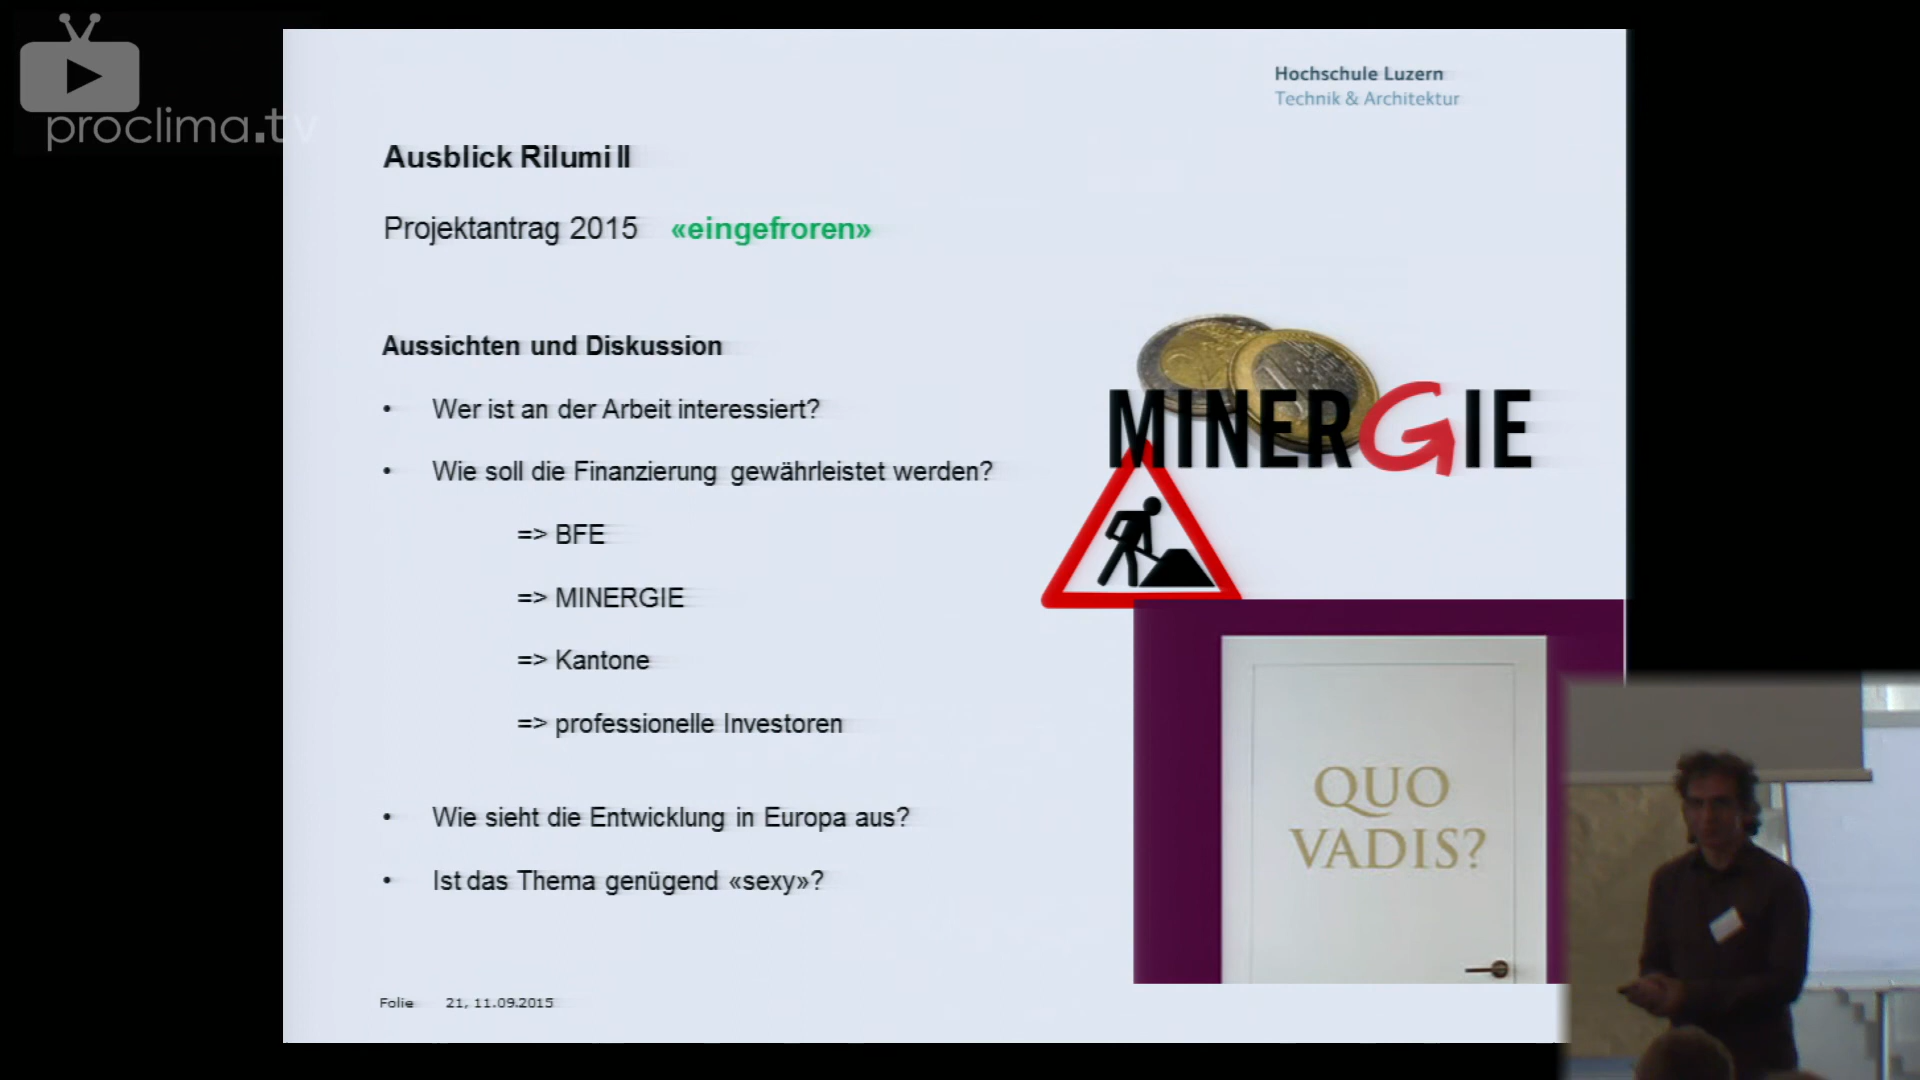 proclima.tv
Hochschule Luzern
Technik & Architektur
Ausblick Rilumi II
Projektantrag 2015 «eingefroren»
Aussichten und Diskussion
• Wer ist an der Arbeit interessiert?
• Wie soll die Finanzierung gewährleistet werden?
=> BFE
=> MINERGIE
=> Kantone
=> professionelle Investoren
• Wie sieht die Entwicklung in Europa aus?
• Ist das Thema genügend «sexy»?
MINERGIE
QUO
VADIS?
Folie 21, 11.09.2015